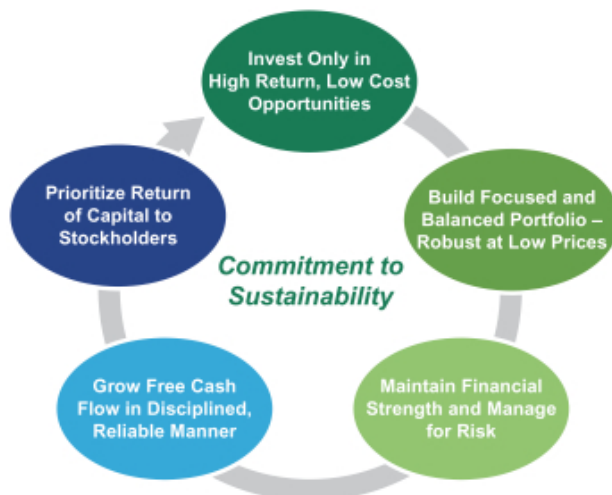 Invest Only in
High Return, Low Cost
Opportunities
Build Focused and
Balanced Portfolio –
Robust at Low Prices
Maintain Financial
Strength and Manage
for Risk
Grow Free Cash
Flow in Disciplined,
Reliable Manner
Prioritize Return
of Capital to
Stockholders
Commitment to
Sustainability